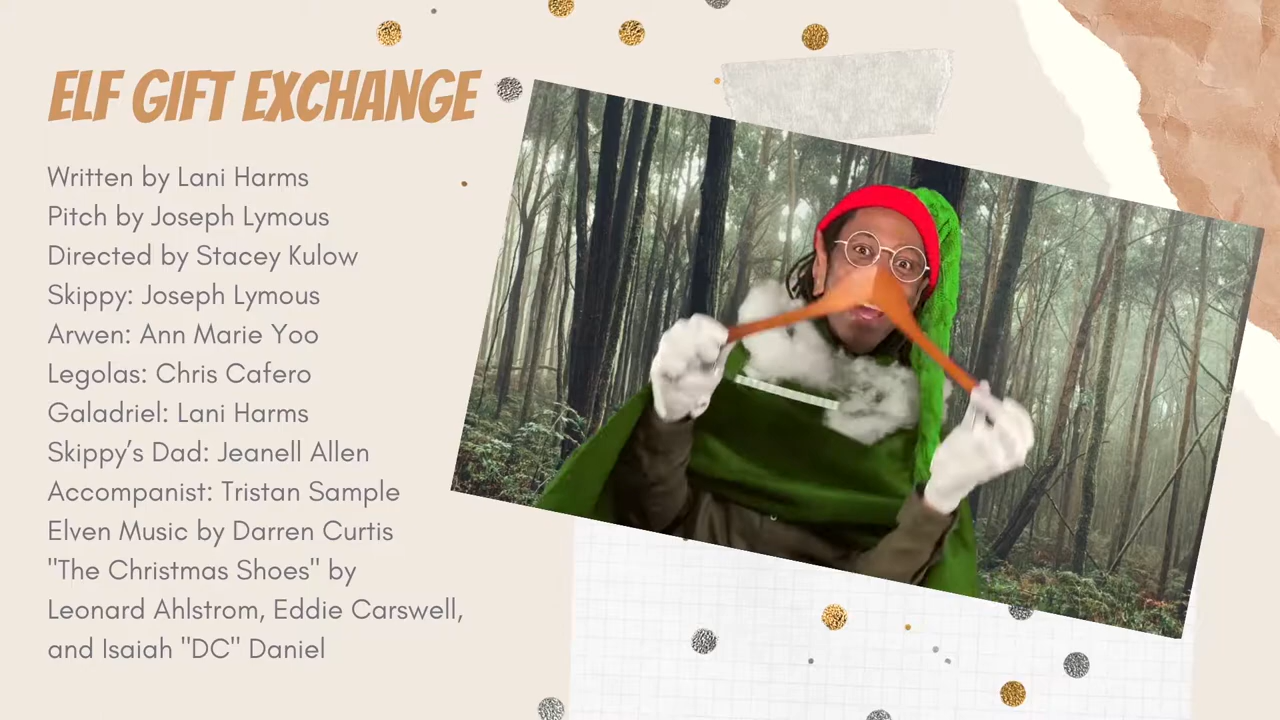 ELF GIFT EXCHANGE
Written by Lani Harms
Pitch by Joseph Lymous
Directed by Stacey Kulow
Skippy: Joseph Lymous
Arwen: Ann Marie Yoo
Legolas: Chris Cafero
Galadriel: Lani Harms
Skippy’s Dad: Jeanell Allen
Accompanist: Tristan Sample
Elven Music by Darren Curtis
"The Christmas Shoes" by
Leonard Ahlstrom, Eddie Carswell,
and Isaiah "DC" Daniel